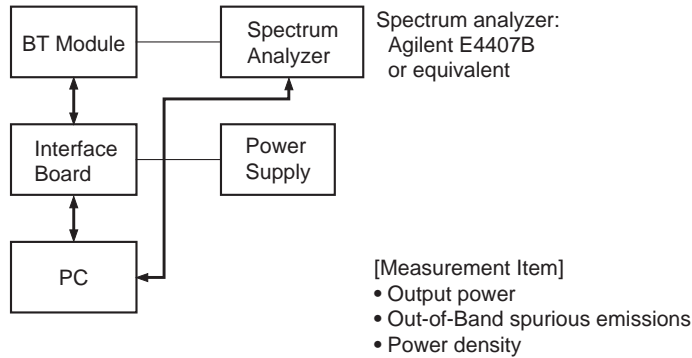 BT Module
Spectrum
Analyzer
Spectrum analyzer:
Agilent E4407B
or equivalent
Interface
Board
Power
Supply
PC
[Measurement Item]
• Output power
• Out-of-Band spurious emissions
• Power density